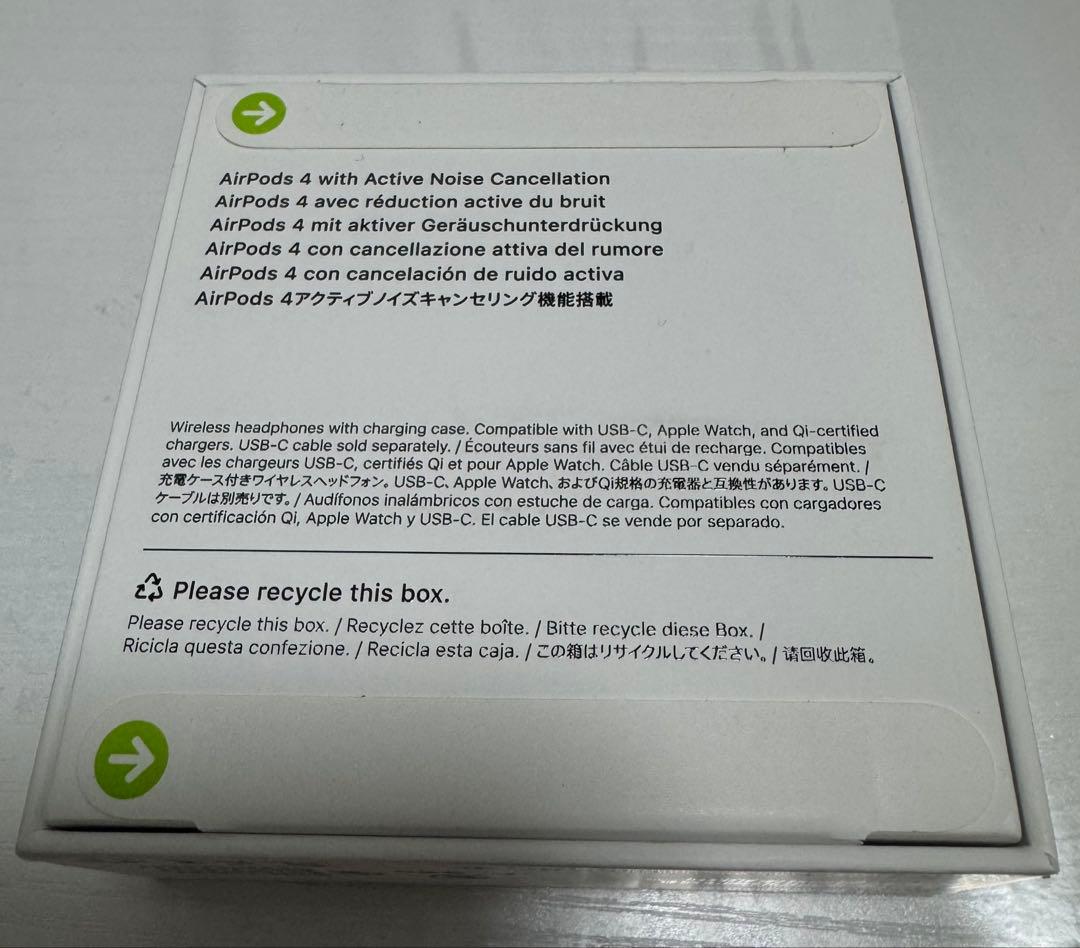 AirPods 4 with Active Noise Cancellation
AirPods 4 avec réduction active du bruit
AirPods 4 mit aktiver Geräuschunterdrückung
AirPods 4 con cancellazione attiva del rumore
AirPods 4 con cancelación de ruido activa
AirPods 4アクティブノイズキャンセリング機能搭載
Wireless headphones with charging case. Compatible with USB-C, Apple Watch, and Qi-certified
chargers. USB-C cable sold separately. / Écouteurs sans fil avec étui de recharge. Compatibles
avec les chargeurs USB-C, certifiés Qi et pour Apple Watch. Câble USB-C vendu séparément. /
充電ケース付きワイヤレスヘッドフォン。USB-C、Apple Watch、およびQi規格の充電器と互換性があります。USB-C
ケーブルは別売りです。/ Audífonos inalámbricos con estuche de carga. Compatibles con cargadores
con certificación Qi, Apple Watch y USB-C. El cable USB-C se vende por separado.
Please recycle this box.
Please recycle this box. / Recyclez cette boîte. / Bitte recycle diese Box. /
Ricicla questa confezione. / Recicla esta caja. / この箱はリサイクルしてください。/ 请回收此箱。